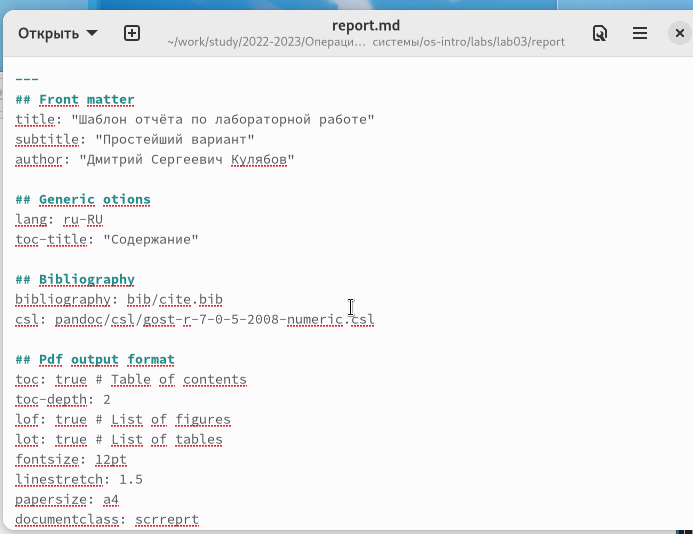 Открыть
report.md
~/work/study/2022-2023/Операци... системы/os-intro/labs/lab03/report
---
## Front matter
title: "Шаблон отчёта по лабораторной работе"
subtitle: "Простейший вариант"
author: "Дмитрий Сергеевич Кулябов"
## Generic otions
lang: ru-RU
toc-title: "Содержание"
## Bibliography
bibliography: bib/cite.bib
csl: pandoc/csl/gost-r-7-0-5-2008-numeric.csl
## Pdf output format
toc: true # Table of contents
toc-depth: 2
lof: true # List of figures
lot: true # List of tables
fontsize: 12pt
linestretch: 1.5
papersize: a4
documentclass: scrreprt